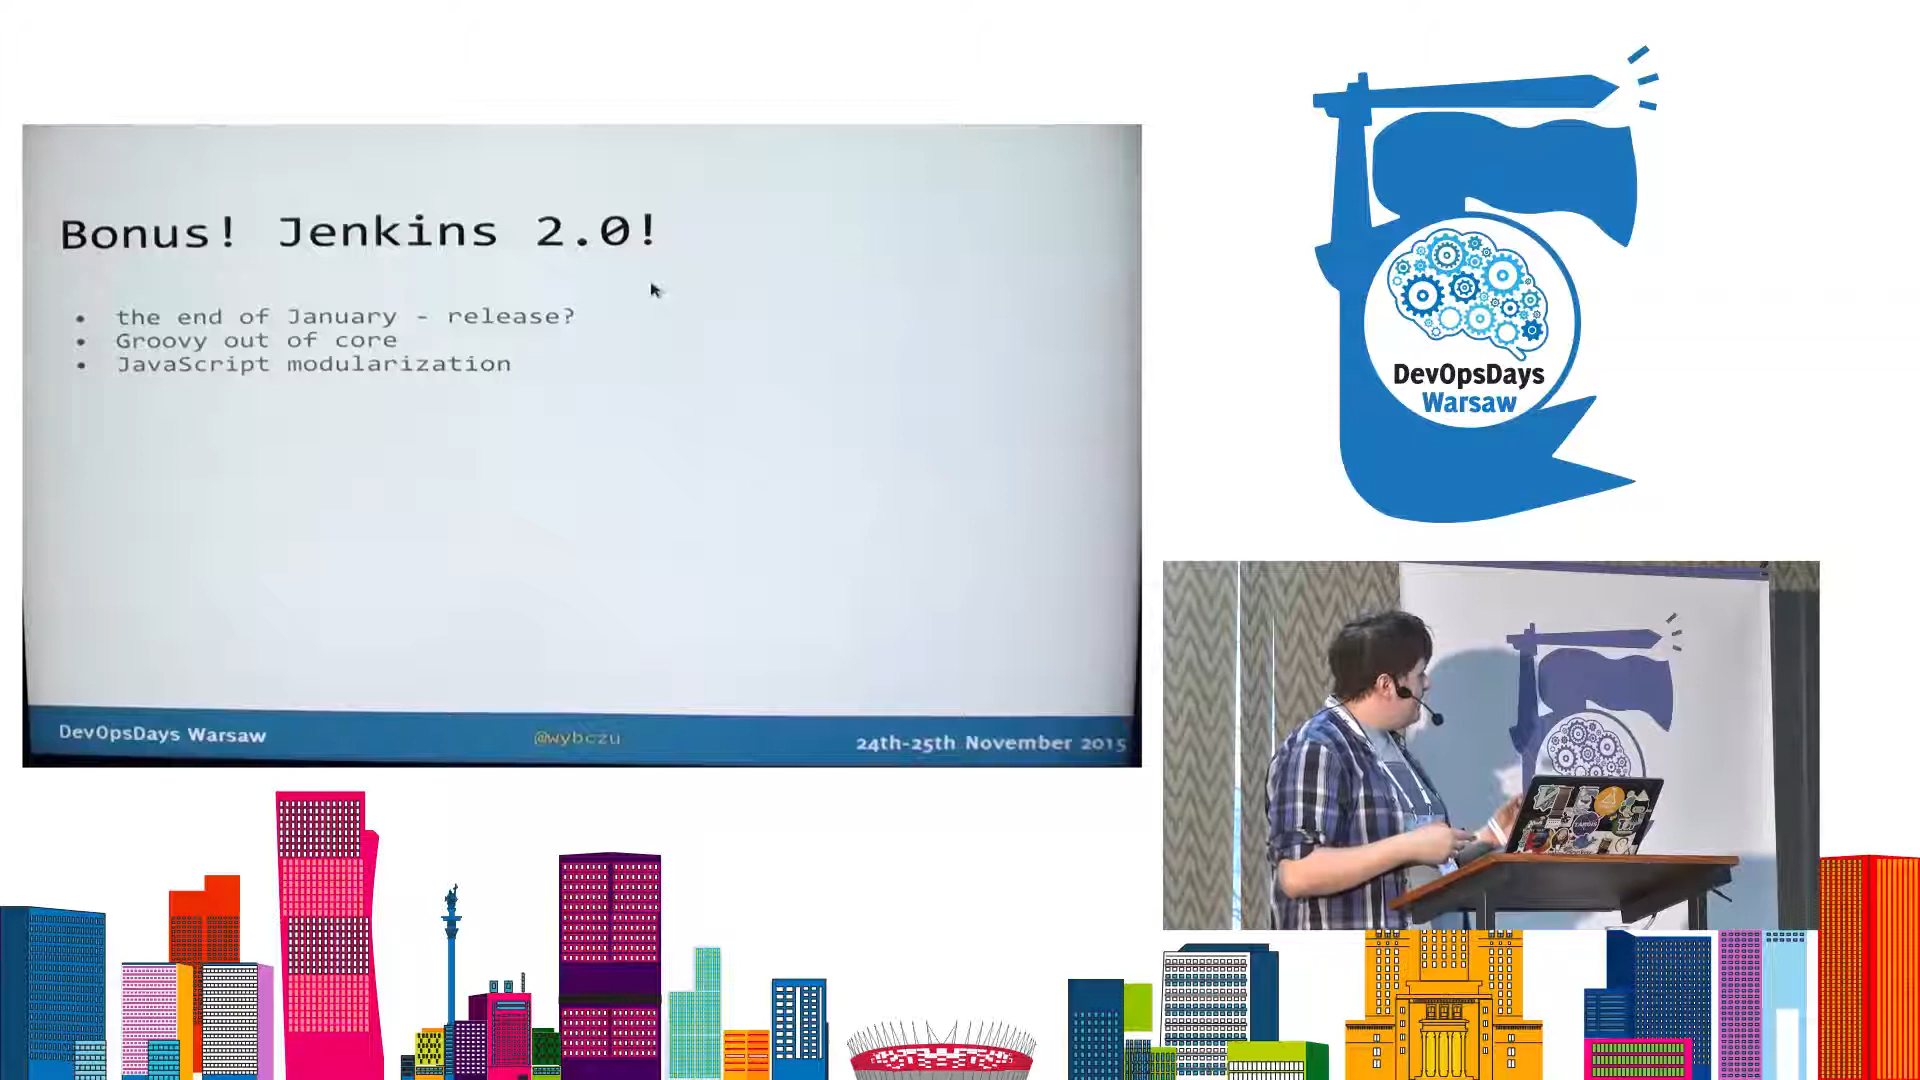 Bonus! Jenkins 2.0!
the end of January - release?
Groovy out of core
JavaScript modularization
DevOpsDays Warsaw
@wybczu
24th-25th November 2015
DevOpsDays
Warsaw